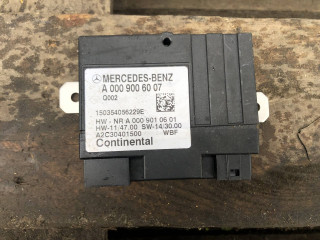 MERCEDES-BENZ
A 000 900 60 07
Q002
150354056229E
HW - NR A 000 901 06 01
HW-11.47.00 SW-14/30.00
A2C30401500 WBF
Continental